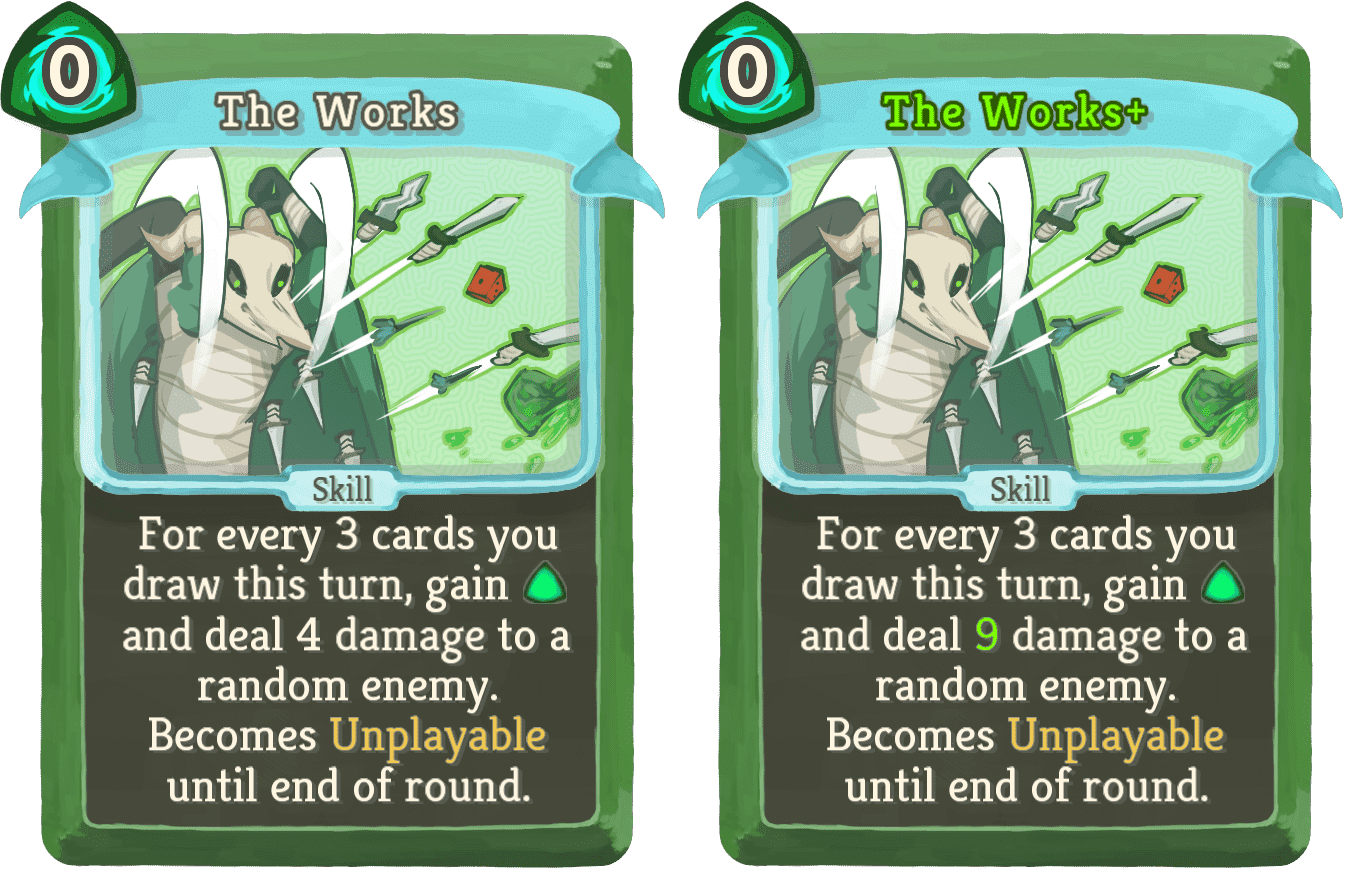 0
The Works
Skill
For every 3 cards you
draw this turn, gain
and deal 4 damage to a
random enemy.
Becomes Unplayable
until end of round.
0
The Works+
Skill
For every 3 cards you
draw this turn, gain
and deal 9 damage to a
random enemy.
Becomes Unplayable
until end of round.